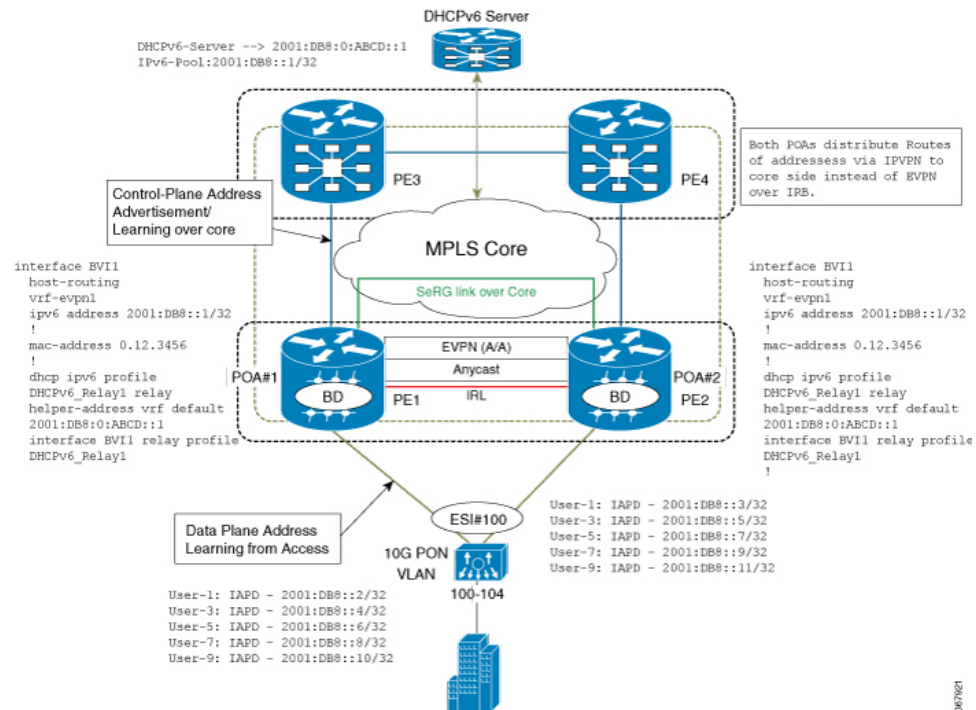 DHCPv6 Server
DHCPv6-Server --> 2001:DB8:0:ABCD::1
IPv6-Pool:2001:DB8::1/32
PE3
PE4
Both POAs distribute Routes
of addressess via IPVPN to
core side instead of EVPN
over IRB.
Control-Plane Address
Advertisement/
Learning over core
MPLS Core
SeRG link over Core
interface BVI1
host-routing
vrf-evpn1
ipv6 address 2001:DB8::1/32
!
mac-address 0.12.3456
!
dhcp ipv6 profile
DHCPv6_Relay1 relay
helper-address vrf default
2001:DB8:0:ABCD::1
interface BVI1 relay profile
DHCPv6_Relay1
POA#1
BD
PE1
EVPN (A/A)
Anycast
IRL
POA#2
BD
PE2
interface BVI1
host-routing
vrf-evpn1
ipv6 address 2001:DB8::1/32
!
mac-address 0.12.3456
!
dhcp ipv6 profile
DHCPv6_Relay1 relay
helper-address vrf default
2001:DB8:0:ABCD::1
interface BVI1 relay profile
DHCPv6_Relay1
!
Data Plane Address
Learning from Access
ESI#100
10G PON
VLAN
100-104
User-1: IAPD - 2001:DB8::3/32
User-3: IAPD - 2001:DB8::5/32
User-5: IAPD - 2001:DB8::7/32
User-7: IAPD - 2001:DB8::9/32
User-9: IAPD - 2001:DB8::11/32
User-1: IAPD - 2001:DB8::2/32
User-3: IAPD - 2001:DB8::4/32
User-5: IAPD - 2001:DB8::6/32
User-7: IAPD - 2001:DB8::8/32
User-9: IAPD - 2001:DB8::10/32
367921